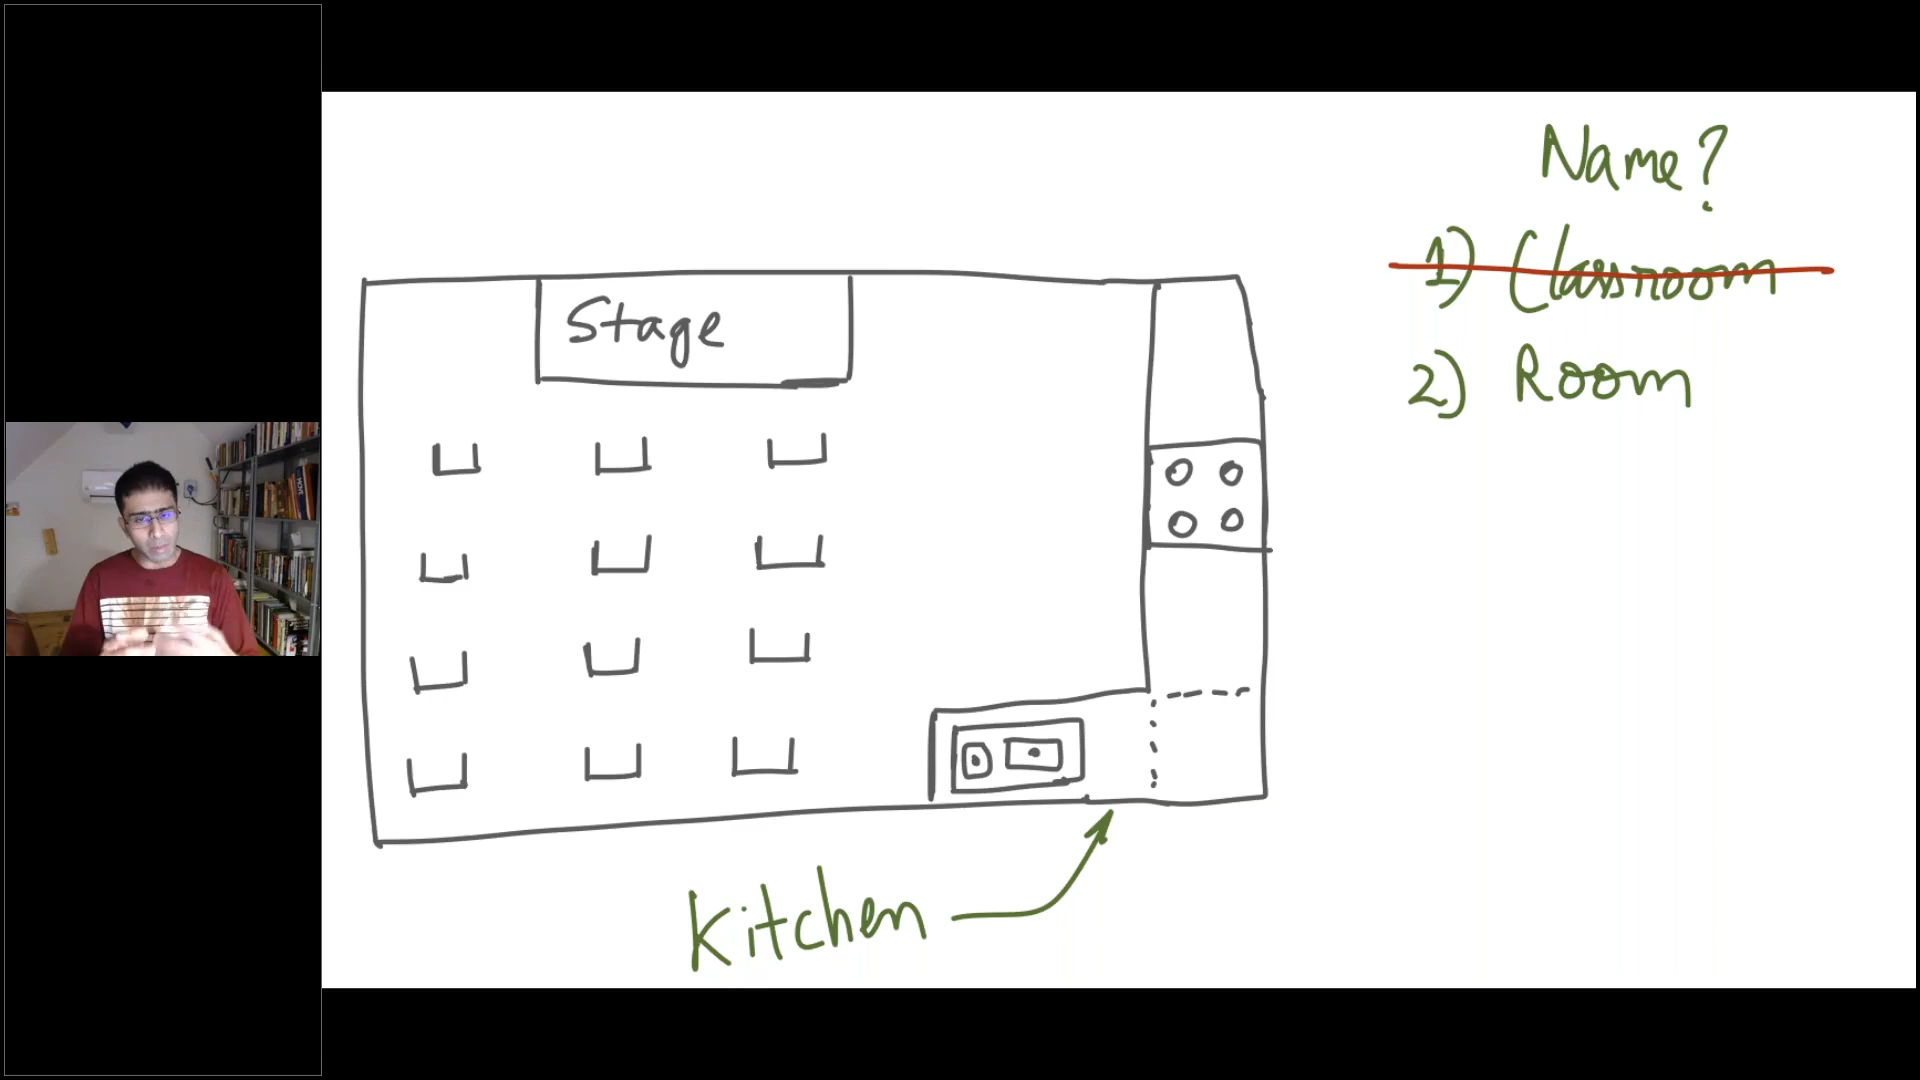 Name?
1) Classroom
2) Room
Stage
Kitchen